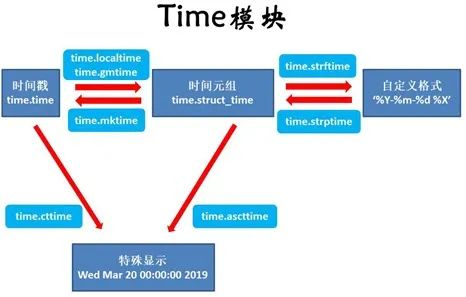 Time模块
time.localtime
time.gmtime
time.strftime
时间戳
time.time
时间元组
time.struct_time
自定义格式
‘%Y-%m-%d %X’
time.mktime
time.strptime
time.cttime
time.ascttime
特殊显示
Wed Mar 20 00:00:00 2019